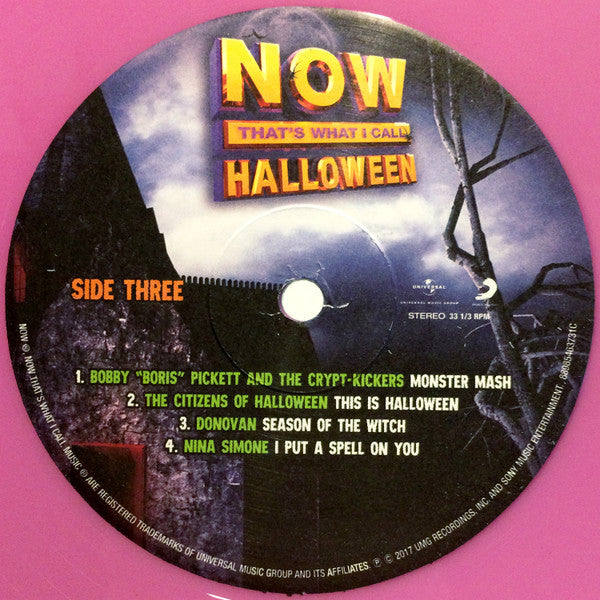 NOW
THAT'S WHAT I CALL
HALLOWEEN
SIDE THREE
UNIVERSAL
UNIVERSAL MUSIC GROUP
STEREO 33 1/3 RPM
1. BOBBY "BORIS" PICKETT AND THE CRYPT-KICKERS MONSTER MASH
2. THE CITIZENS OF HALLOWEEN THIS IS HALLOWEEN
3. DONOVAN SEASON OF THE WITCH
4. NINA SIMONE I PUT A SPELL ON YOU
NOW ®, NOW THAT'S WHAT I CALL MUSIC ® ARE REGISTERED TRADEMARKS OF UNIVERSAL MUSIC GROUP AND ITS AFFILIATES. ℗ © 2017 UMG RECORDINGS, INC. AND SONY MUSIC ENTERTAINMENT.